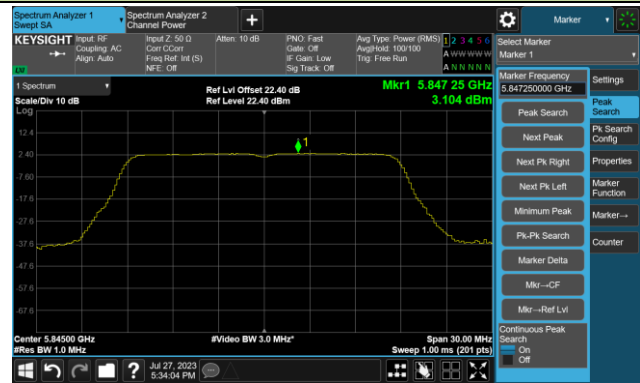 Spectrum Analyzer 1
Swept SA
Spectrum Analyzer 2
Channel Power
Marker
KEYSIGHT
Input: RF
Coupling: AC
Align: Auto
Input Z: 50 Ω
Corr CCorr
Freq Ref: Int (S)
NFE: Off
Atten: 10 dB
PNO: Fast
Gate: Off
IF Gain: Low
Sig Track: Off
Avg Type: Power (RMS)
Avg|Hold: 100/100
Trig: Free Run
1 2 3 4 5 6
A W W W W W
A N N N N N
LW
Select Marker
Marker 1
1 Spectrum
Scale/Div 10 dB
Log
Ref Lvl Offset 22.40 dB
Ref Level 22.40 dBm
Mkr1 5.847 25 GHz
3.104 dBm
12.4
2.40
-7.60
-17.6
-27.6
-37.6
-47.6
-57.6
-67.6
1
Center 5.84500 GHz
#Res BW 1.0 MHz
#Video BW 3.0 MHz*
Span 30.00 MHz
Sweep 1.00 ms (201 pts)
Marker Frequency
5.847250000 GHz
Peak Search
Next Peak
Next Pk Right
Next Pk Left
Minimum Peak
Pk-Pk Search
Marker Delta
Mkr→CF
Mkr→Ref Lvl
Continuous Peak
Search
On
Off
Settings
Peak
Search
Pk Search
Config
Properties
Marker
Function
Marker→
Counter
Jul 27, 2023
5:34:04 PM